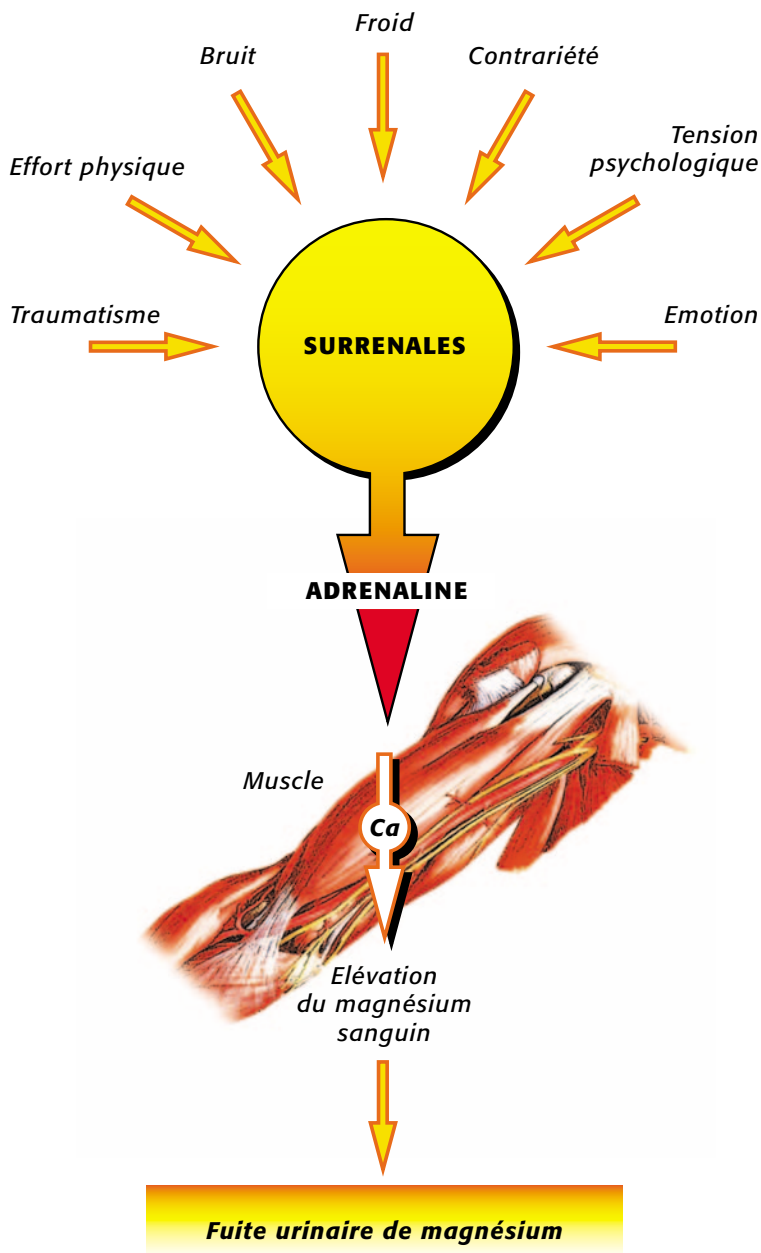 Froid
Bruit
Contrariété
Tension
psychologique
Effort physique
Traumatisme
Emotion
SURRENALES
ADRENALINE
Muscle
Ca
Elévation
du magnésium
sanguin
Fuite urinaire de magnésium